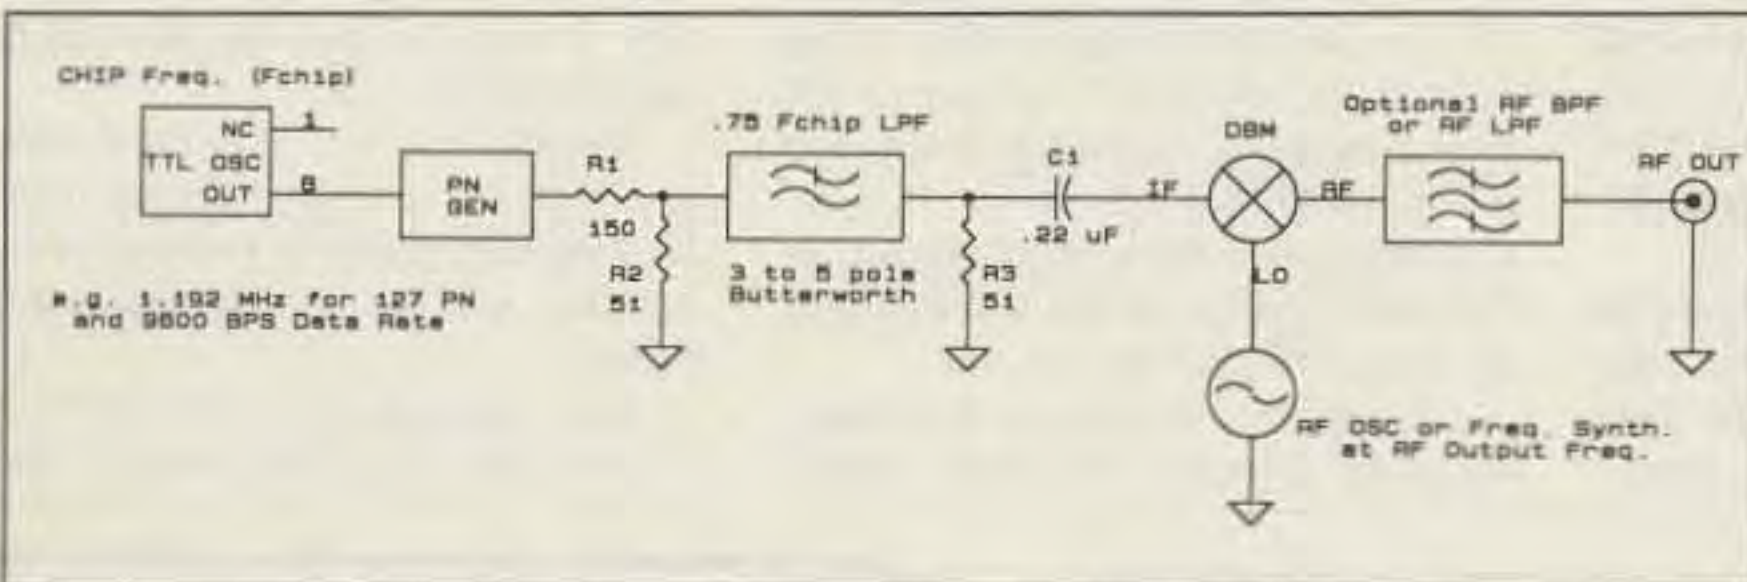 CHIP Freq. (Fchip)
NC 1
TTL OSC
OUT 8
PN
GEN
R1
150
R2
51
.75 Fchip LPF
3 to 5 pole
Butterworth
R3
51
C1
.22 uF
IF
DBM
RF
LO
Optional RF BPF
or RF LPF
RF OUT
RF OSC or Freq. Synth.
at RF Output Freq.
e.g. 1.192 MHz for 127 PN
and 9600 BPS Data Rate